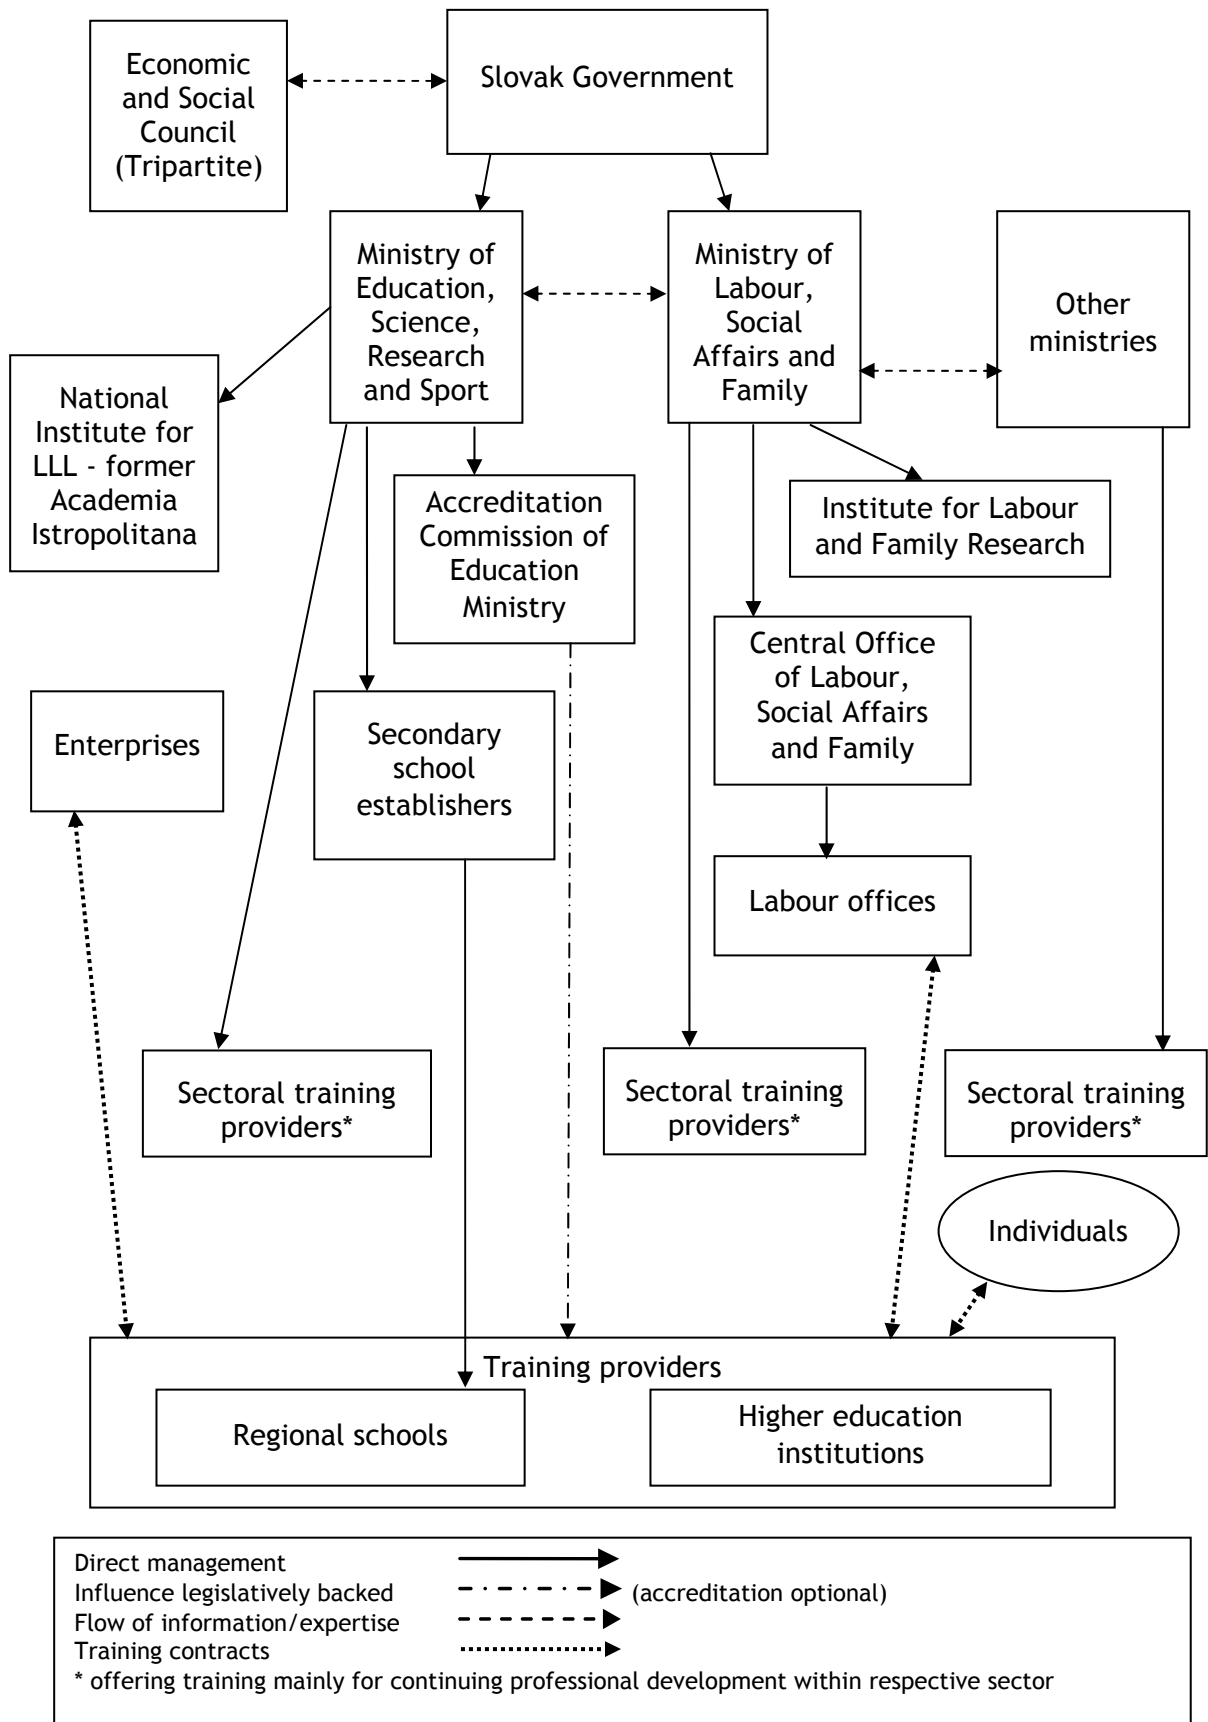 Economic
and Social
Council
(Tripartite)
Slovak Government
Ministry of
Education,
Science,
Research
and Sport
Ministry of
Labour,
Social
Affairs and
Family
Other
ministries
National
Institute for
LLL - former
Academia
Istropolitana
Accreditation
Commission of
Education
Ministry
Institute for Labour
and Family Research
Central Office
of Labour,
Social Affairs
and Family
Enterprises
Secondary
school
establishers
Labour offices
Sectoral training
providers*
Sectoral training
providers*
Sectoral training
providers*
Individuals
Training providers
Regional schools
Higher education
institutions
Direct management
Influence legislatively backed (accreditation optional)
Flow of information/expertise
Training contracts
* offering training mainly for continuing professional development within respective sector